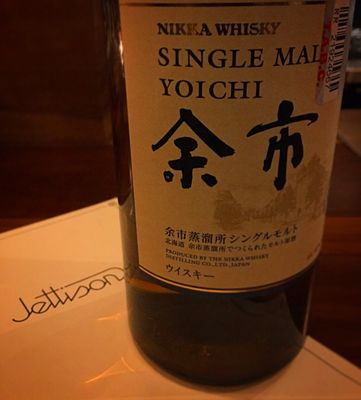 NIKKA WHISKY
SINGLE MAL
YOICHI
余市
余市蒸溜所シングルモルト
北海道 余市蒸溜所でつくられたモルト原酒
PRODUCED BY THE NIKKA WHISKY
DISTILLING CO.,LTD., JAPAN
ウイスキー
Jettison